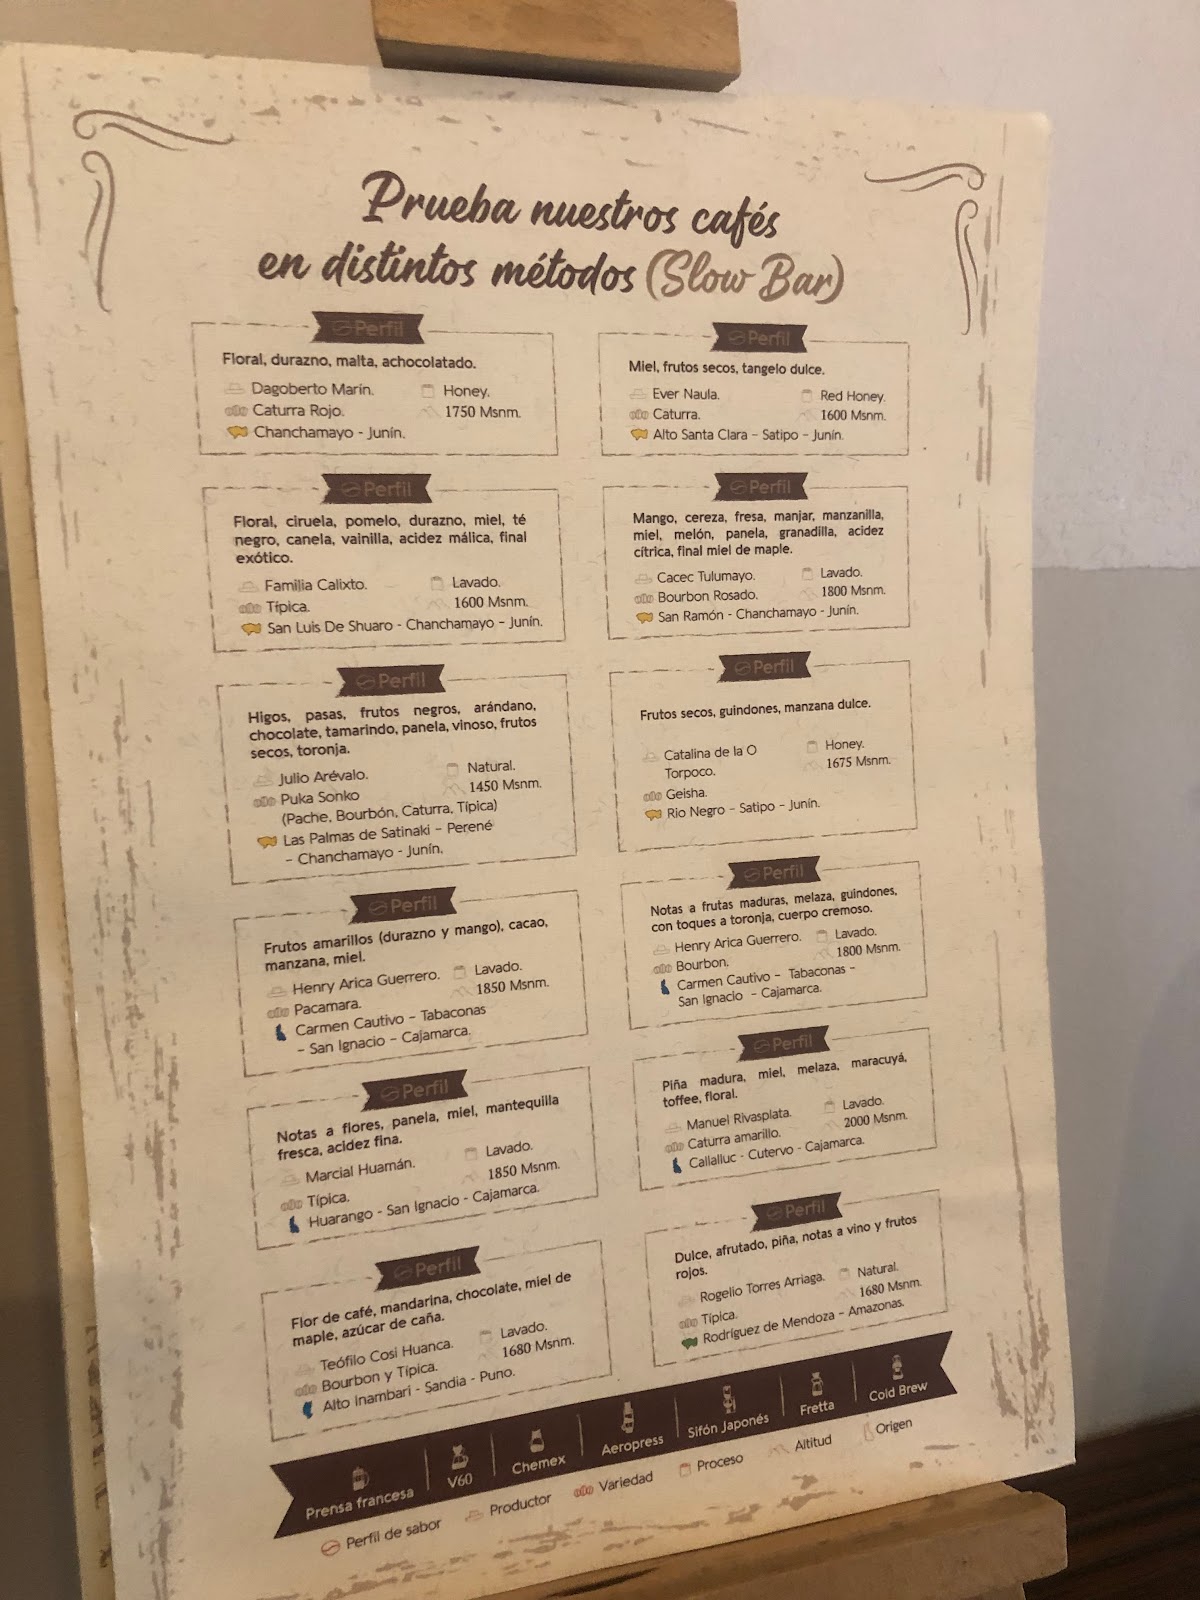 Prueba nuestros cafés
en distintos métodos (Slow Bar)
Perfil
Floral, durazno, malta, achocolatado.
Dagoberto Marín.
Honey.
Caturra Rojo.
1750 Msnm.
Chanchamayo - Junín.
Perfil
Miel, frutos secos, tangelo dulce.
Ever Naula.
Red Honey.
Caturra.
1600 Msnm.
Alto Santa Clara – Satipo – Junín.
Perfil
Floral, ciruela, pomelo, durazno, miel, té
negro, canela, vainilla, acidez málica, final
exótico.
Familia Calixto.
Lavado.
Típica.
1600 Msnm.
San Luis De Shuaro - Chanchamayo – Junín.
Perfil
Mango, cereza, fresa, manjar, manzanilla,
miel, melón, panela, granadilla, acidez
cítrica, final miel de maple.
Cacec Tulumayo.
Lavado.
Bourbon Rosado.
1800 Msnm.
San Ramón - Chanchamayo - Junín.
Perfil
Higos, pasas, frutos negros, arándano,
chocolate, tamarindo, panela, vinoso, frutos
secos, toronja.
Julio Arévalo.
Natural.
Puka Sonko
1450 Msnm.
(Pache, Bourbón, Caturra, Típica)
Las Palmas de Satinaki – Perené
– Chanchamayo - Junín.
Perfil
Frutos secos, guindones, manzana dulce.
Catalina de la O
Torpoco.
Honey.
1675 Msnm.
Geisha.
Rio Negro – Satipo – Junín.
Perfil
Frutos amarillos (durazno y mango), cacao,
manzana, miel.
Henry Arica Guerrero.
Lavado.
Pacamara.
1850 Msnm.
Carmen Cautivo – Tabaconas
– San Ignacio – Cajamarca.
Perfil
Notas a frutas maduras, melaza, guindones,
con toques a toronja, cuerpo cremoso.
Henry Arica Guerrero.
Lavado.
Bourbon.
1800 Msnm.
Carmen Cautivo – Tabaconas –
San Ignacio – Cajamarca.
Perfil
Notas a flores, panela, miel, mantequilla
fresca, acidez fina.
Marcial Huamán.
Lavado.
Típica.
1850 Msnm.
Huarango - San Ignacio - Cajamarca.
Perfil
Piña madura, miel, melaza, maracuyá,
toffee, floral.
Manuel Rivasplata.
Lavado.
Caturra amarillo.
2000 Msnm.
Callalluc - Cutervo - Cajamarca.
Perfil
Flor de café, mandarina, chocolate, miel de
maple, azúcar de caña.
Teófilo Cosi Huanca.
Lavado.
Bourbon y Típica.
1680 Msnm.
Alto Inambari - Sandia - Puno.
Perfil
Dulce, afrutado, piña, notas a vino y frutos
rojos.
Rogelio Torres Arriaga.
Natural.
Típica.
1680 Msnm.
Rodríguez de Mendoza – Amazonas.
Prensa francesa
V60
Chemex
Aeropress
Sifón Japonés
Fretta
Cold Brew
Perfil de sabor
Productor
Variedad
Proceso
Altitud
Origen